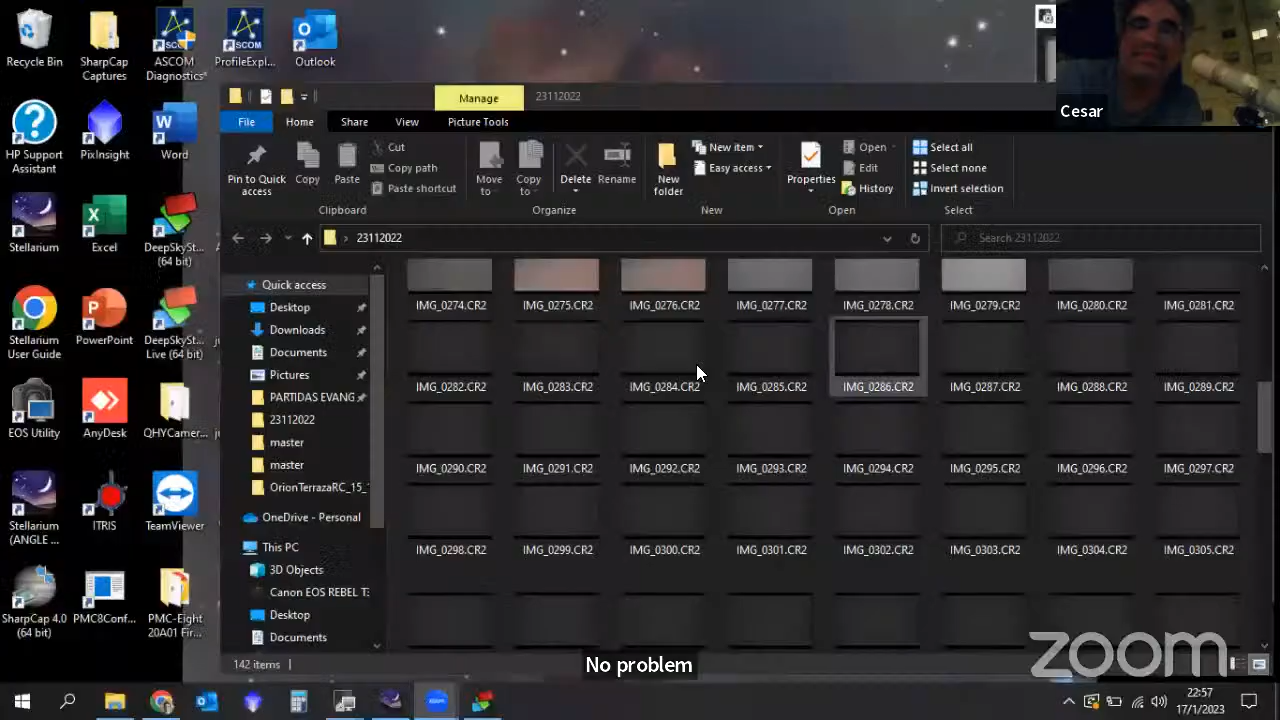 Recycle Bin
SharpCap
Captures
ASCOM
Diagnostics
ProfileExpl...
Outlook
HP Support
Assistant
PixInsight
Word
Stellarium
Excel
DeepSkySt...
(64 bit)
Stellarium
User Guide
PowerPoint
DeepSkySt...
Live (64 bit)
EOS Utility
AnyDesk
QHYCamer...
Stellarium
(ANGLE ...
ITRIS
TeamViewer
SharpCap 4.0
(64 bit)
PMC8Conf...
PMC-Eight
20A01 Fir...
Manage
23112022
File
Home
Share
View
Picture Tools
Pin to Quick
access
Copy
Paste
Cut
Copy path
Paste shortcut
Clipboard
Move
to
Copy
to
Delete
Rename
Organize
New
folder
New item
Easy access
New
Properties
Open
Edit
History
Open
Select all
Select none
Invert selection
Select
23112022
Search 23112022
Quick access
Desktop
Downloads
Documents
Pictures
PARTIDAS EVANG
23112022
master
master
OrionTerrazaRC_15_
OneDrive - Personal
This PC
3D Objects
Canon EOS REBEL T:
Desktop
Documents
IMG_0274.CR2 IMG_0275.CR2 IMG_0276.CR2 IMG_0277.CR2 IMG_0278.CR2 IMG_0279.CR2 IMG_0280.CR2 IMG_0281.CR2
IMG_0282.CR2 IMG_0283.CR2 IMG_0284.CR2 IMG_0285.CR2 IMG_0286.CR2 IMG_0287.CR2 IMG_0288.CR2 IMG_0289.CR2
IMG_0290.CR2 IMG_0291.CR2 IMG_0292.CR2 IMG_0293.CR2 IMG_0294.CR2 IMG_0295.CR2 IMG_0296.CR2 IMG_0297.CR2
IMG_0298.CR2 IMG_0299.CR2 IMG_0300.CR2 IMG_0301.CR2 IMG_0302.CR2 IMG_0303.CR2 IMG_0304.CR2 IMG_0305.CR2
142 items
No problem
Cesar
zoom
22:57
17/1/2023